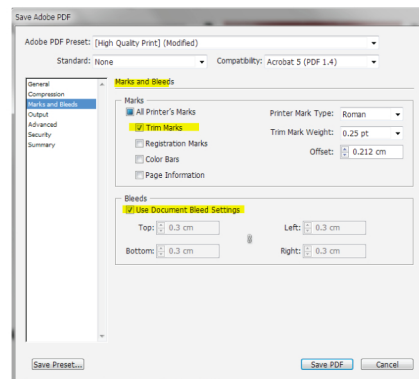 Save Adobe PDF
Adobe PDF Preset: [High Quality Print] (Modified)
Standard: None Compatibility: Acrobat 5 (PDF 1.4)
General
Compression
Marks and Bleeds
Output
Advanced
Security
Summary
Marks and Bleeds
Marks
All Printer's Marks
Trim Marks
Registration Marks
Color Bars
Page Information
Printer Mark Type: Roman
Trim Mark Weight: 0.25 pt
Offset: 0.212 cm
Bleeds
Use Document Bleed Settings
Top: 0.3 cm Left: 0.3 cm
Bottom: 0.3 cm Right: 0.3 cm
Save Preset... Save PDF Cancel